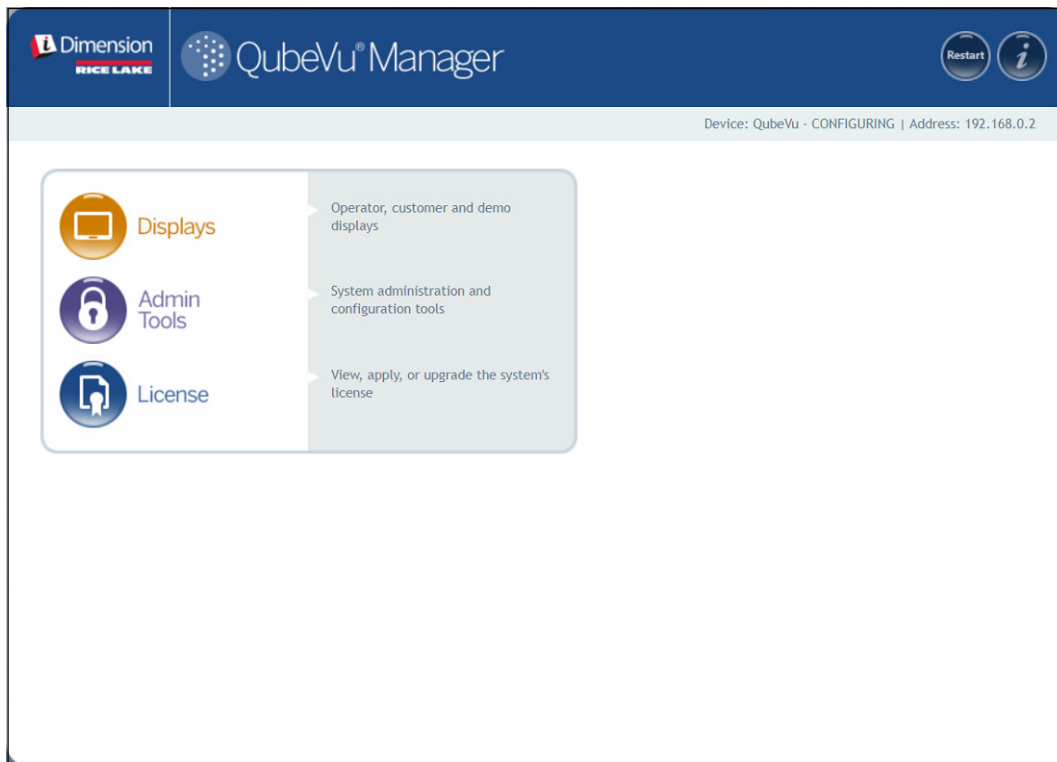 i Dimension
RICE LAKE
QubeVu® Manager
Restart
i
Device: QubeVu - CONFIGURING | Address: 192.168.0.2
Displays
Operator, customer and demo
displays
Admin
Tools
System administration and
configuration tools
License
View, apply, or upgrade the system's
license